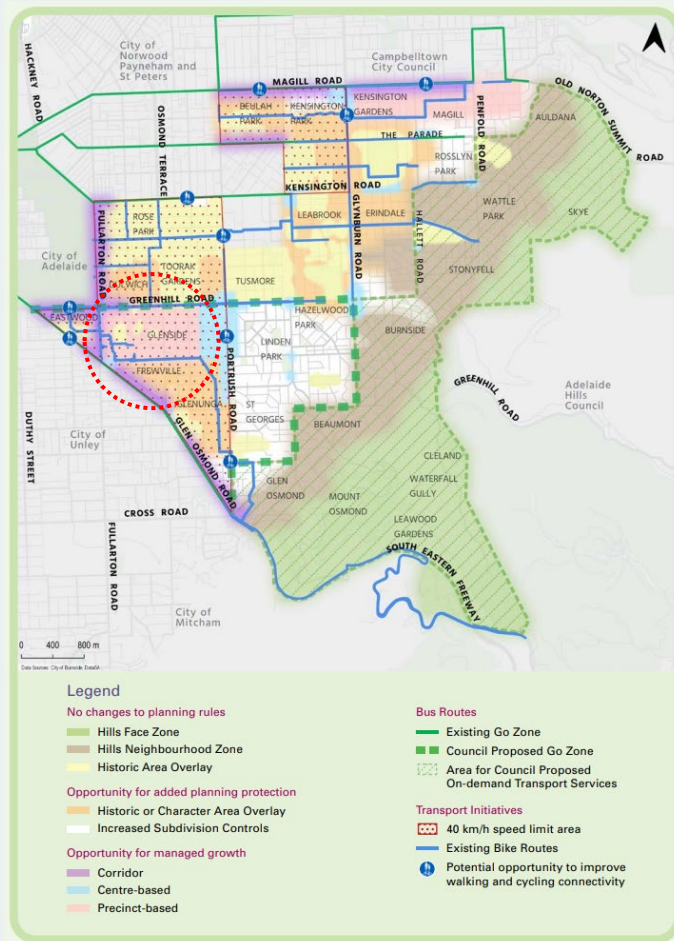 HACKNEY ROAD
City of
Norwood
Payneham and
St Peters
Campbelltown
City Council
MAGILL ROAD
OSMOND TERRACE
BEULAH
PARK
KENSINGTON
PARK
KENSINGTON
GARDENS
MAGILL
PENFOLD ROAD
AULDANA
OLD NORTON SUMMIT
ROAD
THE PARADE
ROSSLYN
PARK
KENSINGTON ROAD
FULLARTON ROAD
ROSE
PARK
LEABROOK
ERINDALE
GLYNBURN ROAD
HALLETT ROAD
WATTLE
PARK
SKYE
City of
Adelaide
TOORAK
GARDENS
TUSMORE
STONYFELL
GREENHILL ROAD
EASTWOOD
GLENSIDE
HAZELWOOD
PARK
LINDEN
PARK
BURNSIDE
FREWVILLE
PORTRUSH ROAD
GREENHILL
ROAD
Adelaide
Hills
Council
GLENUNGA
ST
GEORGES
BEAUMONT
DUTHY STREET
City of
Unley
GLEN OSMOND ROAD
CLELAND
WATERFALL
GULLY
GLEN
OSMOND
MOUNT
OSMOND
LEAWOOD
GARDENS
CROSS ROAD
FULLARTON ROAD
SOUTH EASTERN FREEWAY
City of
Mitcham
0 400 800 m
Data Sources: City of Burnside, DataSA
Legend
No changes to planning rules
Hills Face Zone
Hills Neighbourhood Zone
Historic Area Overlay
Opportunity for added planning protection
Historic or Character Area Overlay
Increased Subdivision Controls
Opportunity for managed growth
Corridor
Centre-based
Precinct-based
Bus Routes
Existing Go Zone
Council Proposed Go Zone
Area for Council Proposed
On-demand Transport Services
Transport Initiatives
40 km/h speed limit area
Existing Bike Routes
Potential opportunity to improve
walking and cycling connectivity